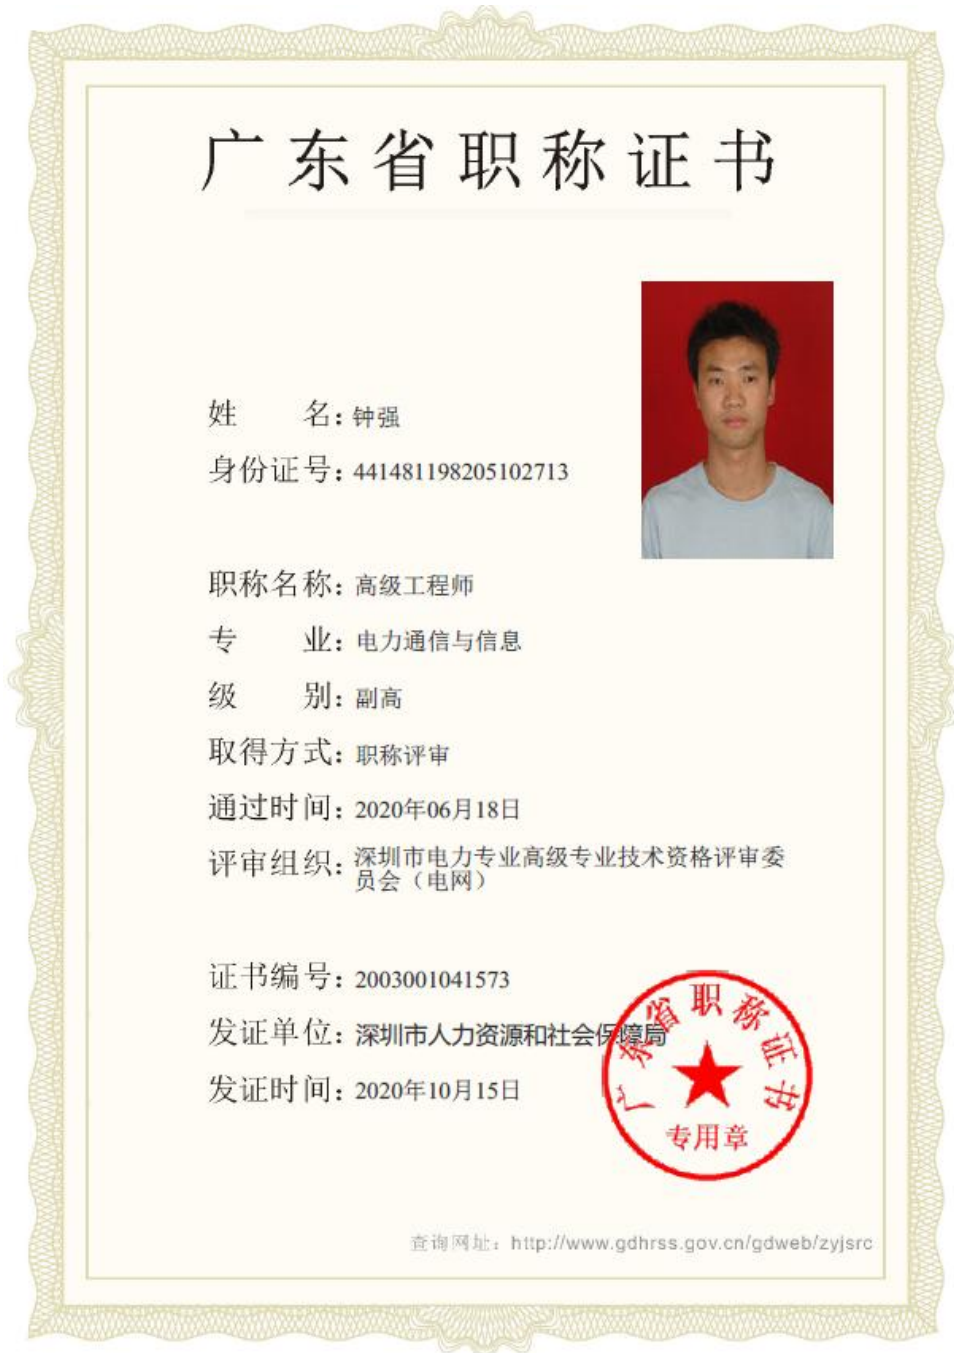 广东省职称证书
姓 名：钟强
身份证号：441481198205102713
职称名称：高级工程师
专 业：电力通信与信息
级 别：副高
取得方式：职称评审
通过时间：2020年06月18日
评审组织：深圳市电力专业高级专业技术资格评审委
员会（电网）
证书编号：2003001041573
发证单位：深圳市人力资源和社会保障局
发证时间：2020年10月15日
广东省职称证书
专用章
查询网址：http://www.gdhrss.gov.cn/gdweb/zyjsrc